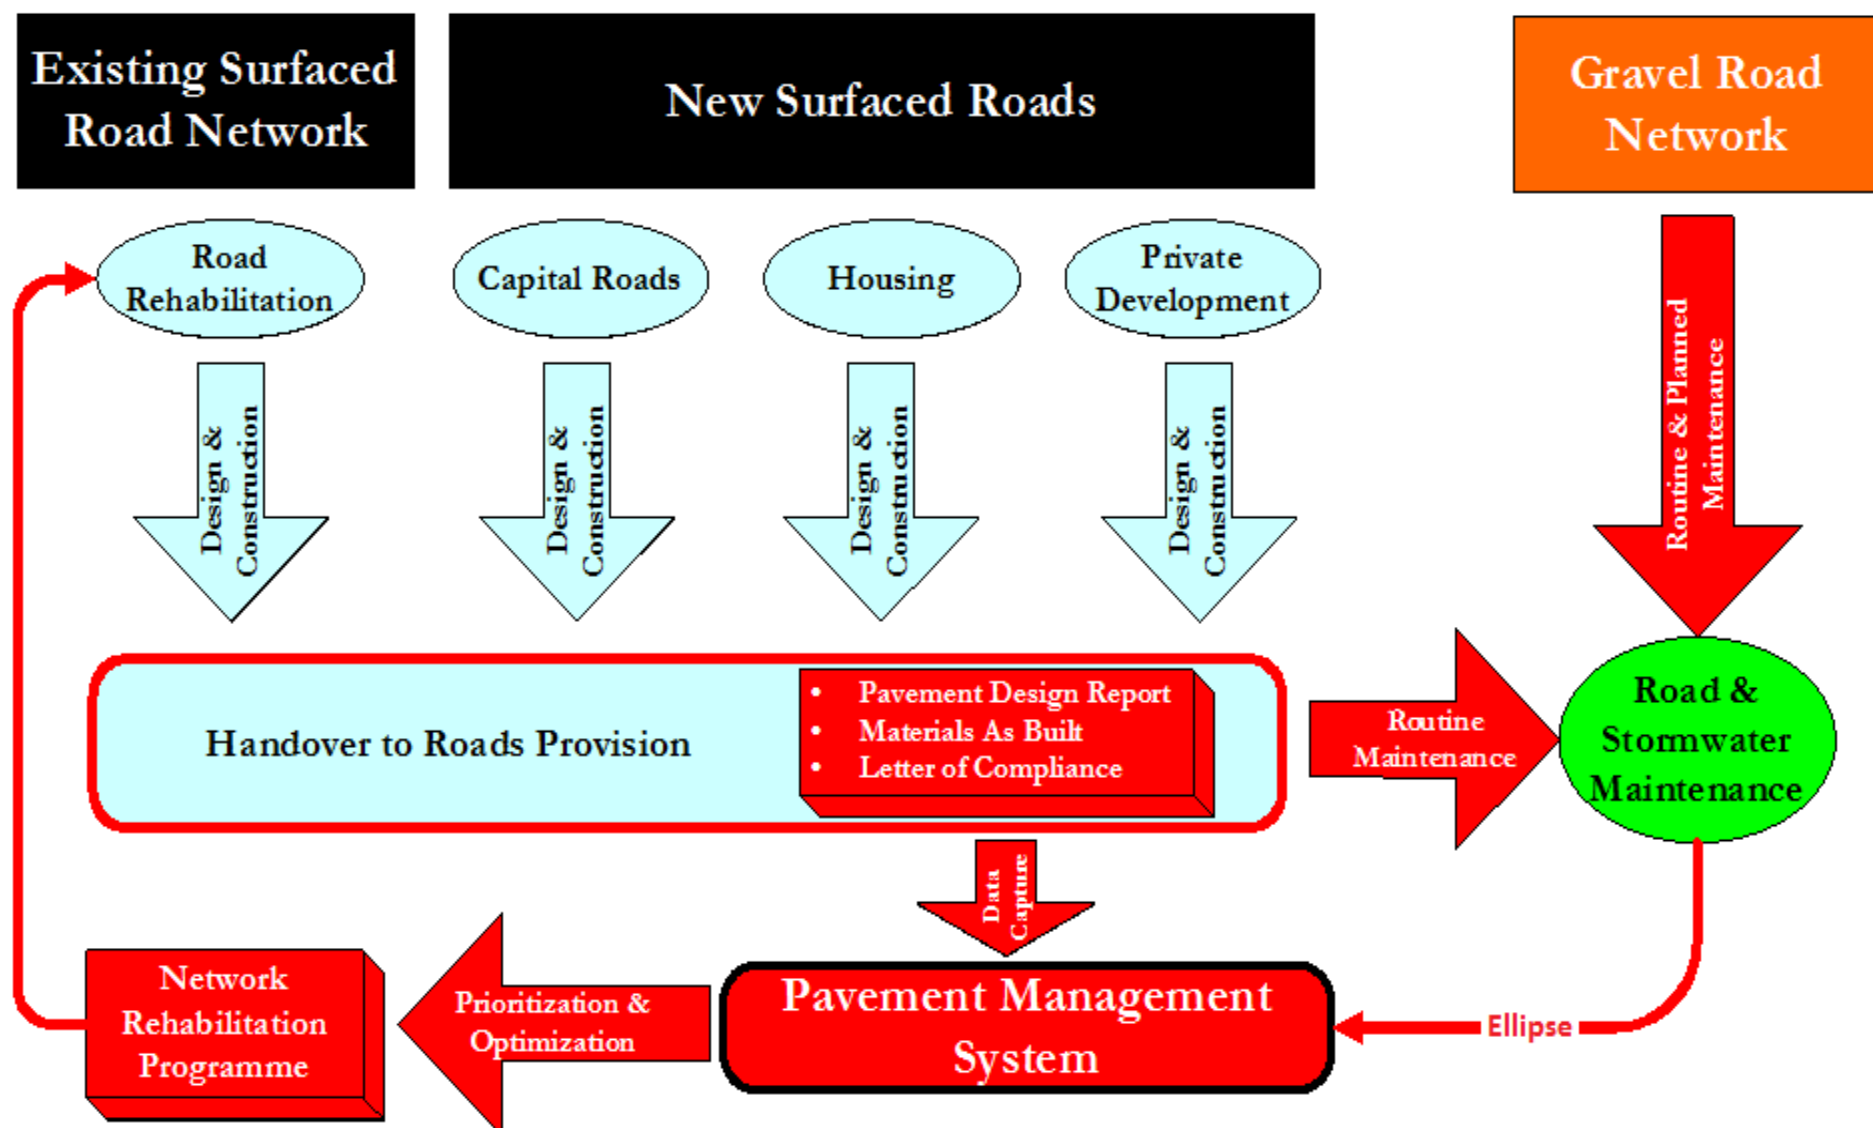 Existing Surfaced
Road Network
New Surfaced Roads
Gravel Road
Network
Road
Rehabilitation
Capital Roads
Housing
Private
Development
Design &
Construction
Design &
Construction
Design &
Construction
Design &
Construction
Routine & Planned
Maintenance
Handover to Roads Provision
• Pavement Design Report
• Materials As Built
• Letter of Compliance
Routine
Maintenance
Road &
Stormwater
Maintenance
Data
Capture
Network
Rehabilitation
Programme
Prioritization &
Optimization
Pavement Management
System
Ellipse